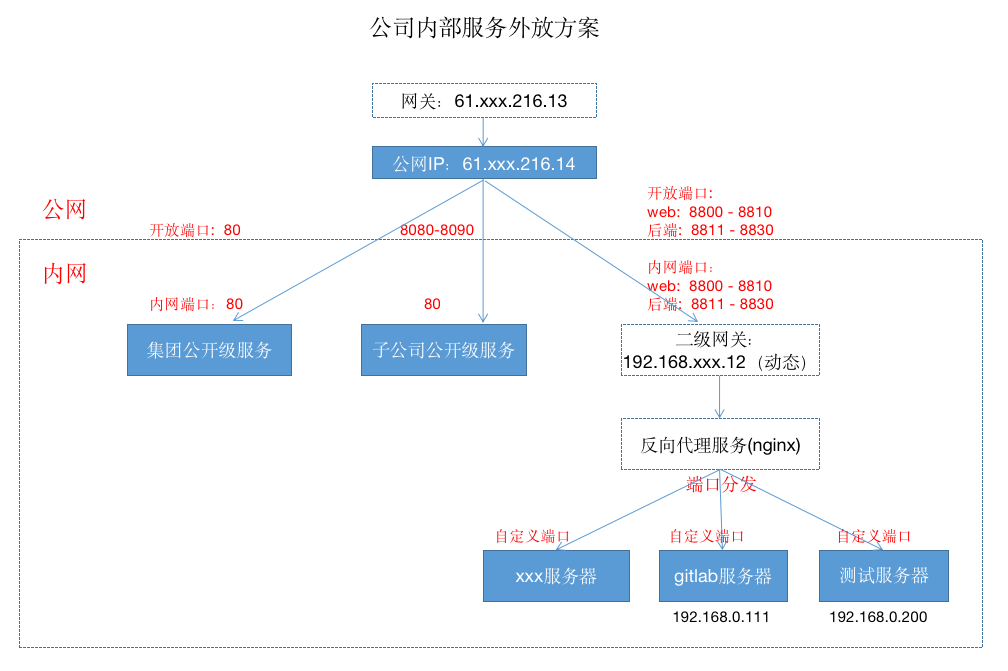 公司内部服务外放方案
网关：61.xxx.216.13
公网IP：61.xxx.216.14
公网
开放端口：80
8080-8090
开放端口：
web: 8800 - 8810
后端: 8811 - 8830
内网
内网端口：80
80
内网端口：
web: 8800 - 8810
后端: 8811 - 8830
集团公开级服务
子公司公开级服务
二级网关：
192.168.xxx.12（动态）
反向代理服务(nginx)
端口分发
自定义端口
自定义端口
自定义端口
xxx服务器
gitlab服务器
测试服务器
192.168.0.111
192.168.0.200